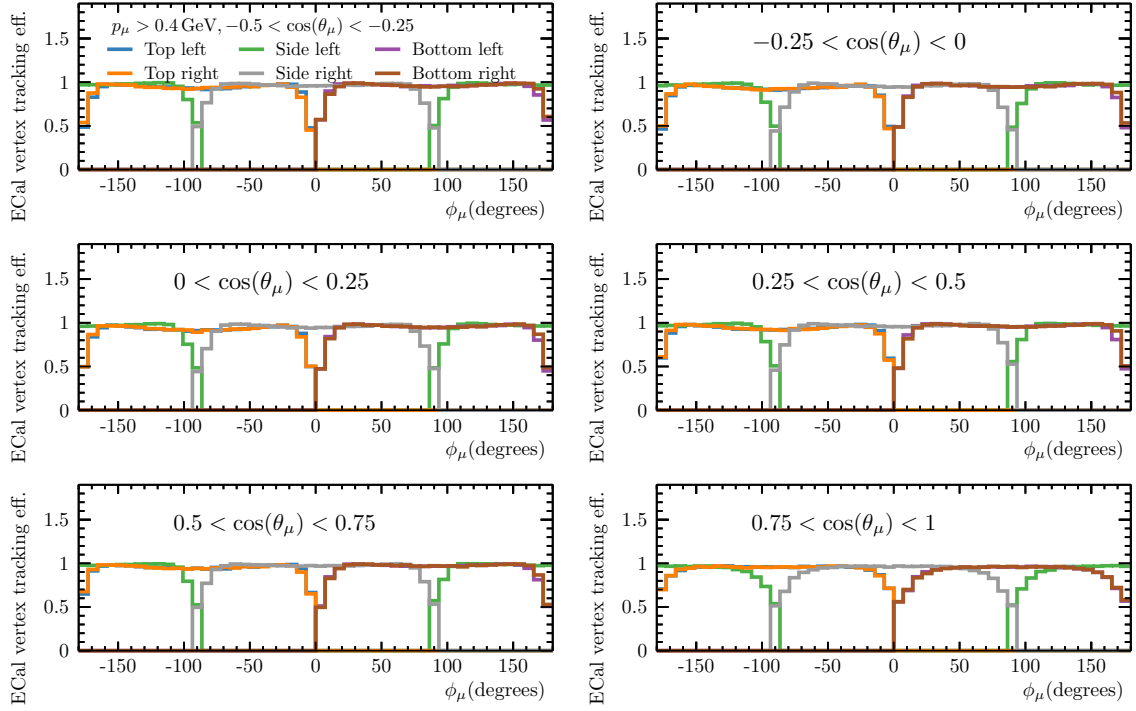 p_μ > 0.4 GeV, −0.5 < cos(θ_μ) < −0.25
Top left Side left Bottom left
Top right Side right Bottom right
ECal vertex tracking eff.
1.5
1
0.5
0
-150 -100 -50 0 50 100 150
ϕ_μ(degrees)
−0.25 < cos(θ_μ) < 0
ECal vertex tracking eff.
1.5
1
0.5
0
-150 -100 -50 0 50 100 150
ϕ_μ(degrees)
0 < cos(θ_μ) < 0.25
ECal vertex tracking eff.
1.5
1
0.5
0
-150 -100 -50 0 50 100 150
ϕ_μ(degrees)
0.25 < cos(θ_μ) < 0.5
ECal vertex tracking eff.
1.5
1
0.5
0
-150 -100 -50 0 50 100 150
ϕ_μ(degrees)
0.5 < cos(θ_μ) < 0.75
ECal vertex tracking eff.
1.5
1
0.5
0
-150 -100 -50 0 50 100 150
ϕ_μ(degrees)
0.75 < cos(θ_μ) < 1
ECal vertex tracking eff.
1.5
1
0.5
0
-150 -100 -50 0 50 100 150
ϕ_μ(degrees)